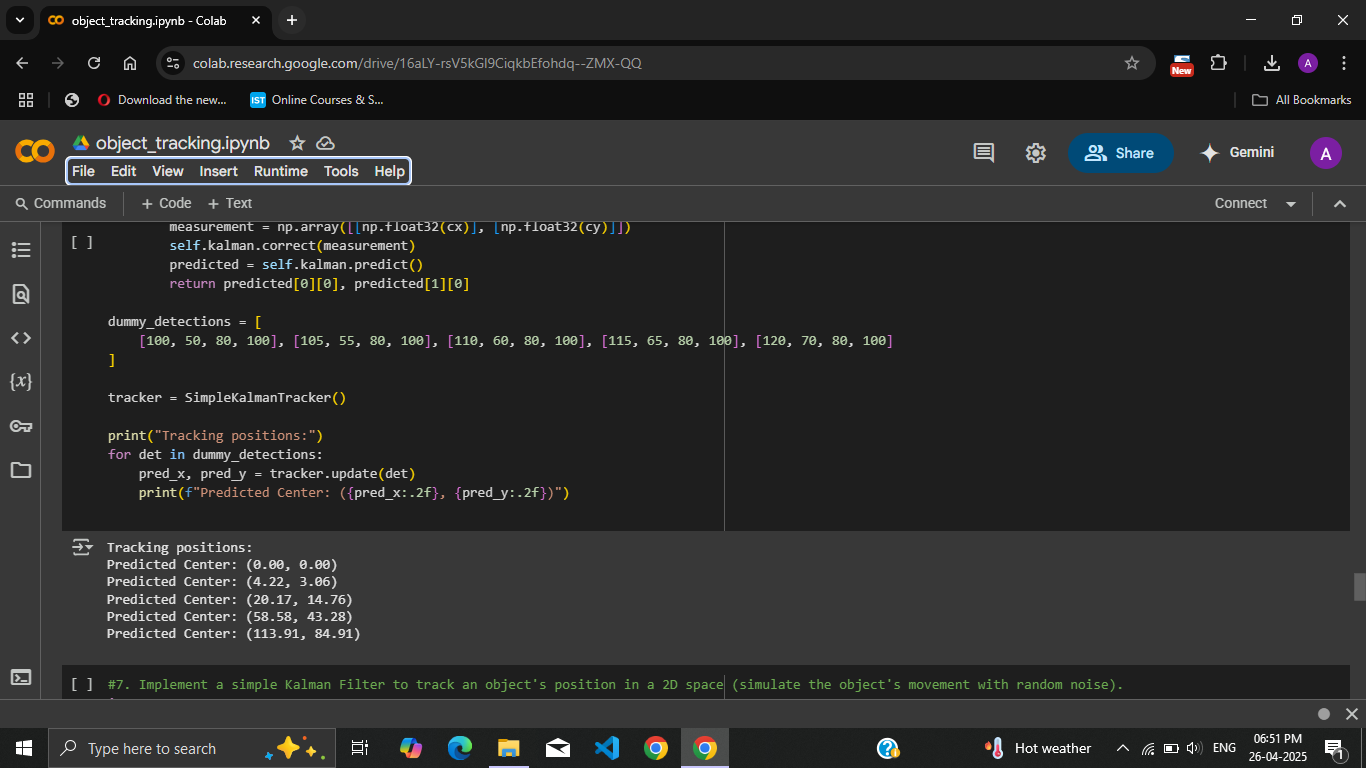 object_tracking.ipynb - Colab
colab.research.google.com/drive/16aLY-rsV5kGI9CiqkbEfohdq--ZMX-QQ
New
A
Download the new...
IST
Online Courses & S...
All Bookmarks
object_tracking.ipynb
Share
Gemini
A
File Edit View Insert Runtime Tools Help
Commands + Code + Text Connect
measurement = np.array([[np.float32(cx)], [np.float32(cy)]])
[ ]
self.kalman.correct(measurement)
predicted = self.kalman.predict()
return predicted[0][0], predicted[1][0]
dummy_detections = [
[100, 50, 80, 100], [105, 55, 80, 100], [110, 60, 80, 100], [115, 65, 80, 100], [120, 70, 80, 100]
]
tracker = SimpleKalmanTracker()
print("Tracking positions:")
for det in dummy_detections:
pred_x, pred_y = tracker.update(det)
print(f"Predicted Center: ({pred_x:.2f}, {pred_y:.2f})")
Tracking positions:
Predicted Center: (0.00, 0.00)
Predicted Center: (4.22, 3.06)
Predicted Center: (20.17, 14.76)
Predicted Center: (58.58, 43.28)
Predicted Center: (113.91, 84.91)
[ ] #7. Implement a simple Kalman Filter to track an object's position in a 2D space (simulate the object's movement with random noise).
Type here to search
Hot weather
ENG
06:51 PM
26-04-2025
1